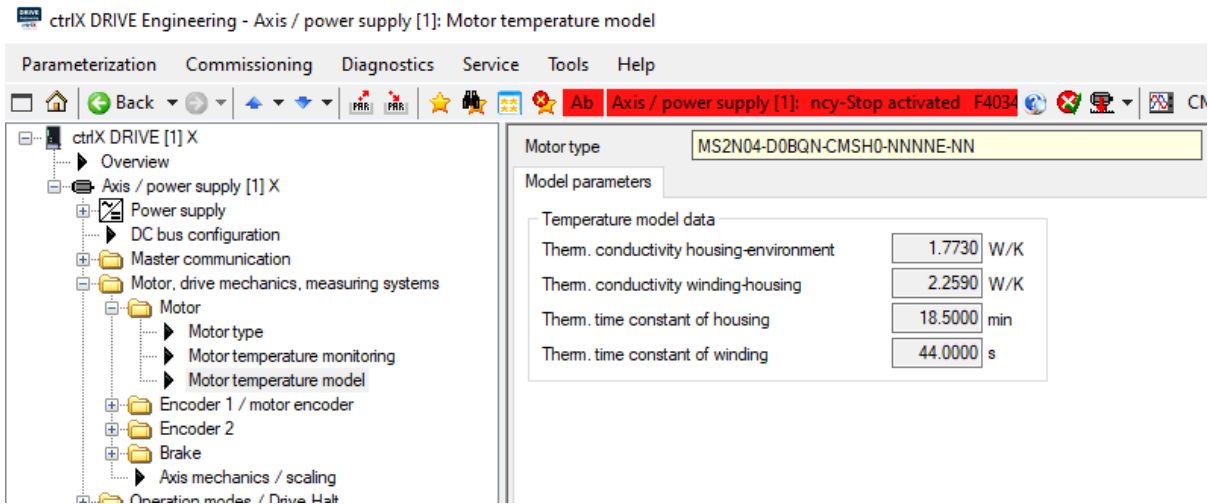 ctrlX DRIVE Engineering - Axis / power supply [1]: Motor temperature model
Parameterization Commissioning Diagnostics Service Tools Help
Back PAR PAR Ab Axis / power supply [1]: ncy-Stop activated F4034 CM
ctrlX DRIVE [1] X
Overview
Axis / power supply [1] X
Power supply
DC bus configuration
Master communication
Motor, drive mechanics, measuring systems
Motor
Motor type
Motor temperature monitoring
Motor temperature model
Encoder 1 / motor encoder
Encoder 2
Brake
Axis mechanics / scaling
Operation modes / Drive Halt
Motor type MS2N04-D0BQN-CMSH0-NNNNE-NN
Model parameters
Temperature model data
Therm. conductivity housing-environment 1.7730 W/K
Therm. conductivity winding-housing 2.2590 W/K
Therm. time constant of housing 18.5000 min
Therm. time constant of winding 44.0000 s